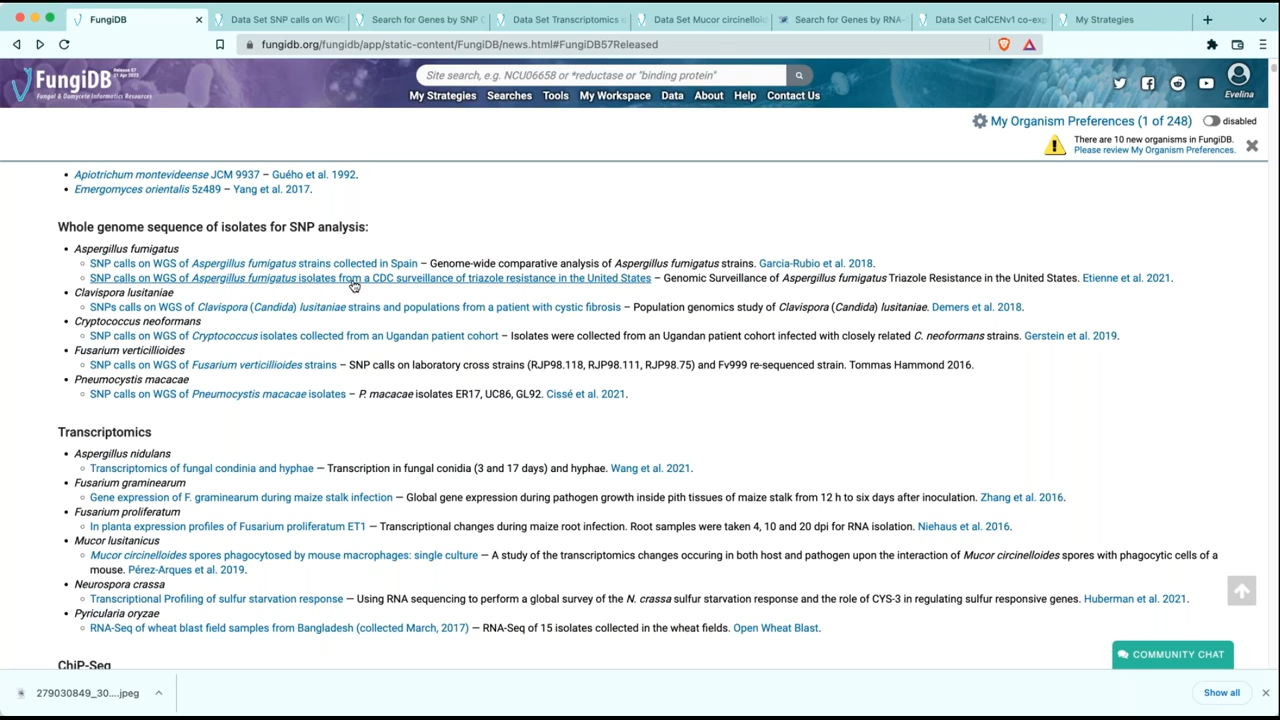 FungiDB
Data Set SNP calls on WGS
Search for Genes by SNP C
Data Set Transcriptomics o
Data Set Mucor circinelloid
Search for Genes by RNA-
Data Set CalCENv1 co-exp
My Strategies
fungidb.org/fungidb/app/static-content/FungiDB/news.html#FungiDB57Released
FungiDB
Release 57
21 Apr 2022
Fungal & Oomycete Informatics Resources
Site search, e.g. NCU06658 or *reductase or "binding protein"
My Strategies Searches Tools My Workspace Data About Help Contact Us
Evelina
My Organism Preferences (1 of 248) disabled
There are 10 new organisms in FungiDB.
Please review My Organism Preferences.
• Apiotrichum montevideense JCM 9937 – Guého et al. 1992.
• Emergomyces orientalis 5z489 – Yang et al. 2017.
Whole genome sequence of isolates for SNP analysis:
• Aspergillus fumigatus
○ SNP calls on WGS of Aspergillus fumigatus strains collected in Spain – Genome-wide comparative analysis of Aspergillus fumigatus strains. Garcia-Rubio et al. 2018.
○ SNP calls on WGS of Aspergillus fumigatus isolates from a CDC surveillance of triazole resistance in the United States – Genomic Surveillance of Aspergillus fumigatus Triazole Resistance in the United States. Etienne et al. 2021.
• Clavispora lusitaniae
○ SNPs calls on WGS of Clavispora (Candida) lusitaniae strains and populations from a patient with cystic fibrosis – Population genomics study of Clavispora (Candida) lusitaniae. Demers et al. 2018.
• Cryptococcus neoformans
○ SNP calls on WGS of Cryptococcus isolates collected from an Ugandan patient cohort – Isolates were collected from an Ugandan patient cohort infected with closely related C. neoformans strains. Gerstein et al. 2019.
• Fusarium verticillioides
○ SNP calls on WGS of Fusarium verticillioides strains – SNP calls on laboratory cross strains (RJP98.118, RJP98.111, RJP98.75) and Fv999 re-sequenced strain. Tommas Hammond 2016.
• Pneumocystis macacae
○ SNP calls on WGS of Pneumocystis macacae isolates – P. macacae isolates ER17, UC86, GL92. Cissé et al. 2021.
Transcriptomics
• Aspergillus nidulans
○ Transcriptomics of fungal condinia and hyphae — Transcription in fungal conidia (3 and 17 days) and hyphae. Wang et al. 2021.
• Fusarium graminearum
○ Gene expression of F. graminearum during maize stalk infection — Global gene expression during pathogen growth inside pith tissues of maize stalk from 12 h to six days after inoculation. Zhang et al. 2016.
• Fusarium proliferatum
○ In planta expression profiles of Fusarium proliferatum ET1 — Transcriptional changes during maize root infection. Root samples were taken 4, 10 and 20 dpi for RNA isolation. Niehaus et al. 2016.
• Mucor lusitanicus
○ Mucor circinelloides spores phagocytosed by mouse macrophages: single culture — A study of the transcriptomics changes occuring in both host and pathogen upon the interaction of Mucor circinelloides spores with phagocytic cells of a
mouse. Pérez-Arques et al. 2019.
• Neurospora crassa
○ Transcriptional Profiling of sulfur starvation response — Using RNA sequencing to perform a global survey of the N. crassa sulfur starvation response and the role of CYS-3 in regulating sulfur responsive genes. Huberman et al. 2021.
• Pyricularia oryzae
○ RNA-Seq of wheat blast field samples from Bangladesh (collected March, 2017) — RNA-Seq of 15 isolates collected in the wheat fields. Open Wheat Blast.
ChiP-Seq
COMMUNITY CHAT
279030849_30....jpeg
Show all